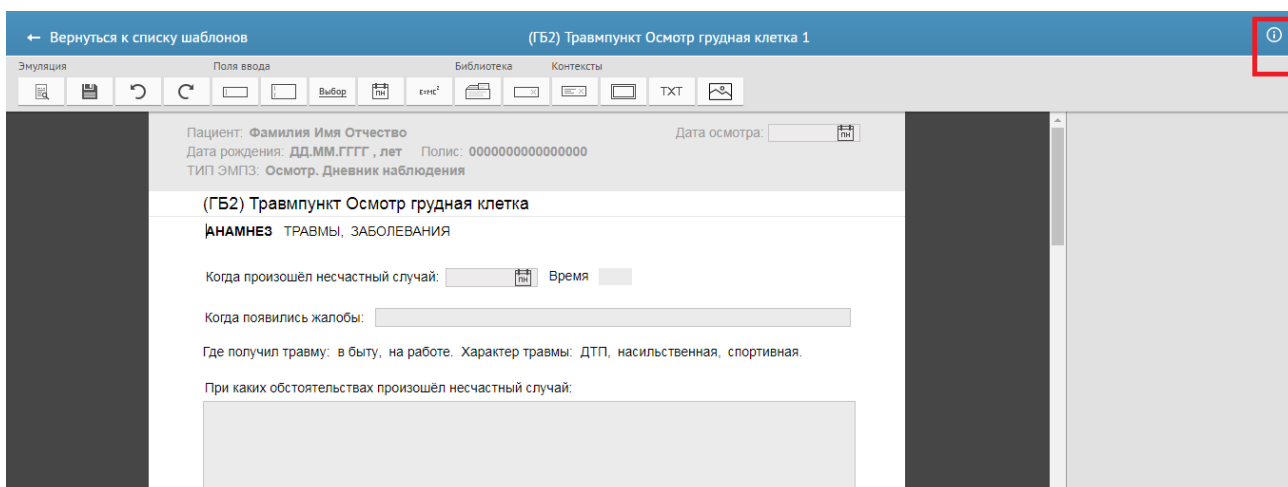 ← Вернуться к списку шаблонов
(ГБ2) Травмпункт Осмотр грудная клетка 1
Эмуляция Поля ввода Библиотека Контексты
Выбор ПН E=MC² TXT
Пациент: Фамилия Имя Отчество Дата осмотра: ПН
Дата рождения: ДД.ММ.ГГГГ , лет Полис: 0000000000000000
ТИП ЭМПЗ: Осмотр. Дневник наблюдения
(ГБ2) Травмпункт Осмотр грудная клетка
АНАМНЕЗ ТРАВМЫ, ЗАБОЛЕВАНИЯ
Когда произошёл несчастный случай: ПН Время
Когда появились жалобы:
Где получил травму: в быту, на работе. Характер травмы: ДТП, насильственная, спортивная.
При каких обстоятельствах произошёл несчастный случай: